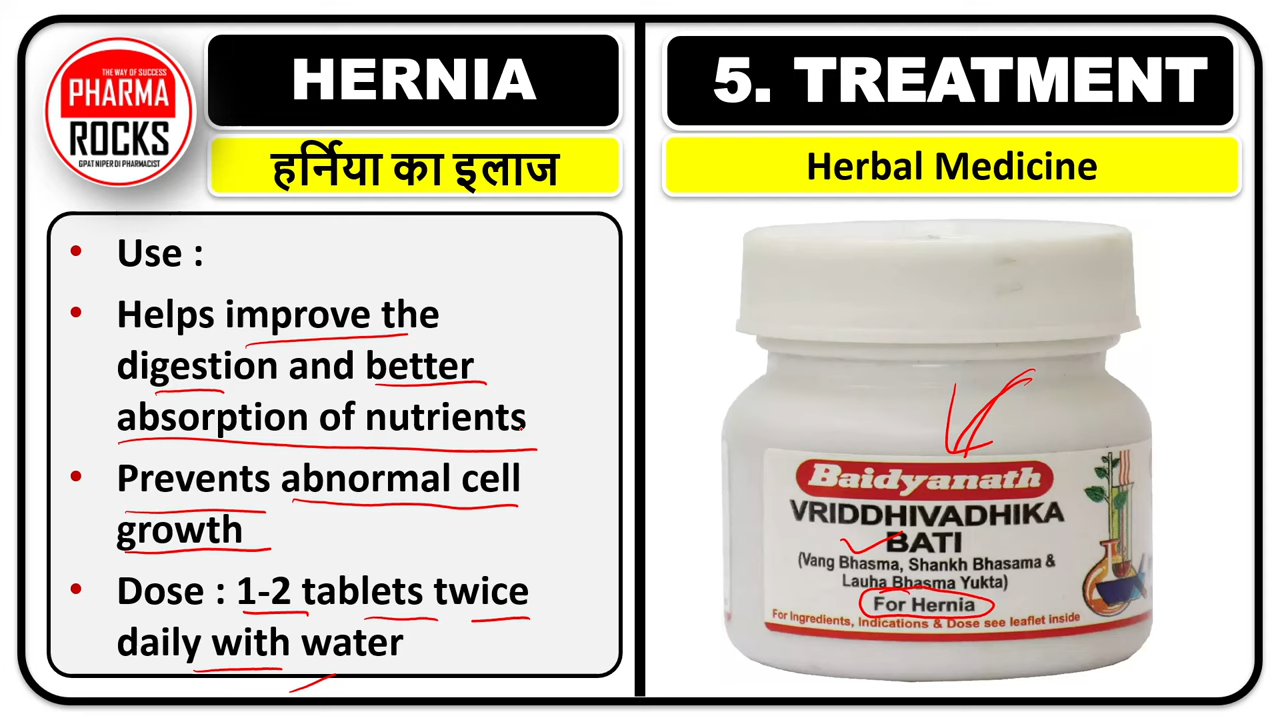 THE WAY OF SUCCESS
PHARMA
ROCKS
GPAT NIPER DI PHARMACIST
HERNIA
हर्निया का इलाज
• Use :
• Helps improve the
digestion and better
absorption of nutrients
• Prevents abnormal cell
growth
• Dose : 1-2 tablets twice
daily with water
5. TREATMENT
Herbal Medicine
Baidyanath
VRIDDHIVADHIKA
BATI
(Vang Bhasma, Shankh Bhasama &
Lauha Bhasma Yukta)
For Hernia
For Ingredients, Indications & Dose see leaflet inside